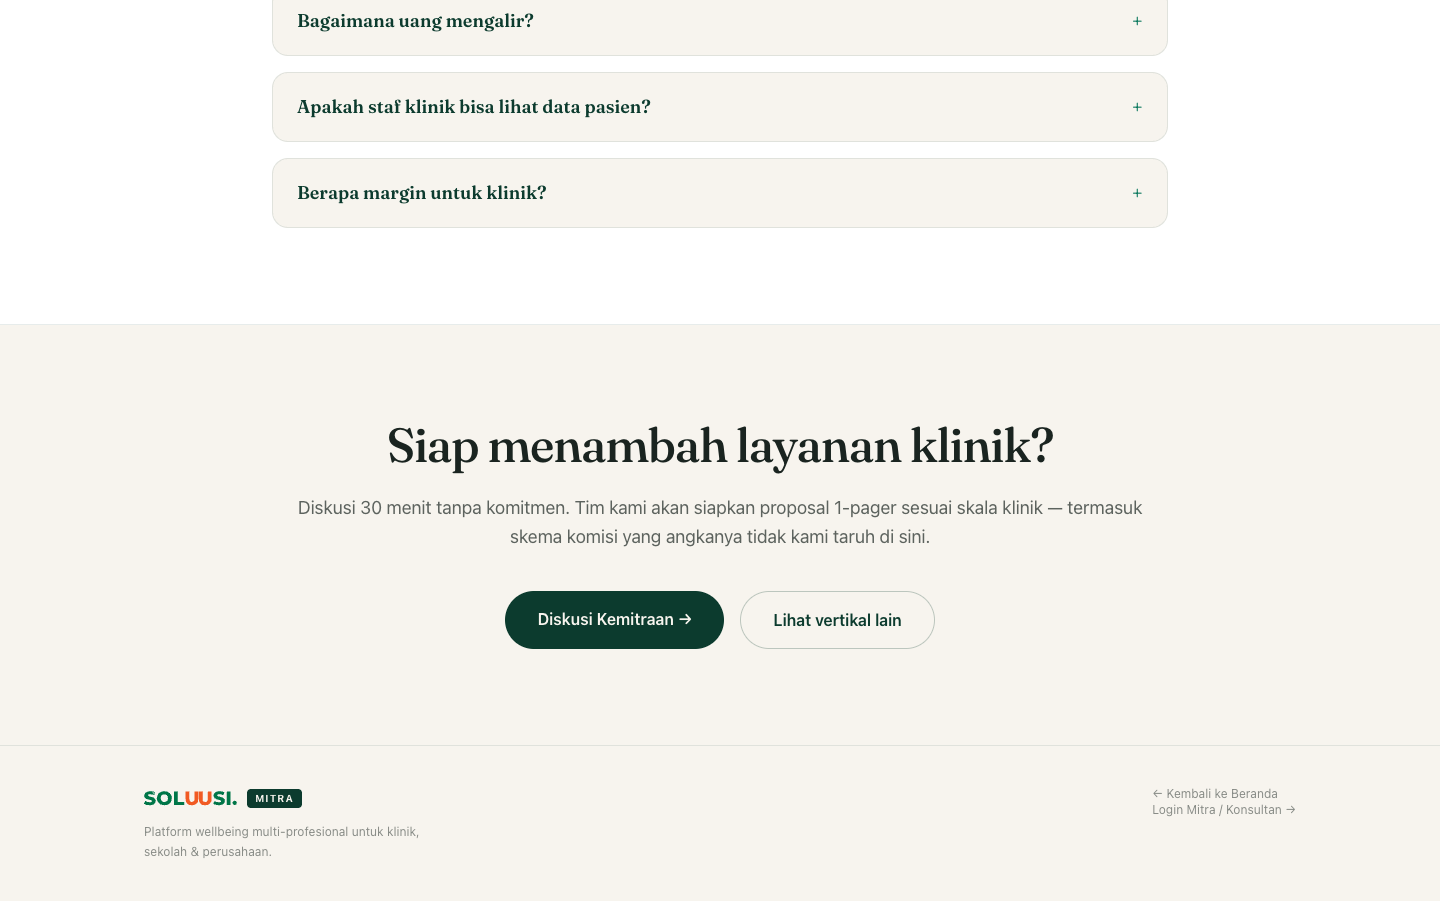 Bagaimana uang mengalir? +
Apakah staf klinik bisa lihat data pasien? +
Berapa margin untuk klinik? +
Siap menambah layanan klinik?
Diskusi 30 menit tanpa komitmen. Tim kami akan siapkan proposal 1-pager sesuai skala klinik — termasuk
skema komisi yang angkanya tidak kami taruh di sini.
Diskusi Kemitraan →
Lihat vertikal lain
SOLUUSI. MITRA
Platform wellbeing multi-profesional untuk klinik,
sekolah & perusahaan.
← Kembali ke Beranda
Login Mitra / Konsultan →